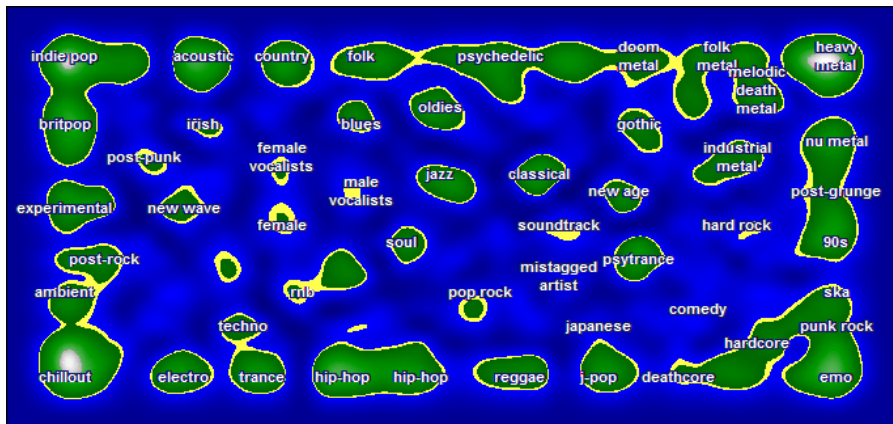 indie pop
acoustic
country
folk
psychedelic
doom
metal
folk
metal
heavy
metal
melodic
death
metal
britpop
irish
blues
oldies
gothic
nu metal
post-punk
female
vocalists
industrial
metal
experimental
new wave
male
vocalists
jazz
classical
new age
post-grunge
female
soul
soundtrack
hard rock
90s
post-rock
mistagged
artist
psytrance
ambient
rnb
pop rock
comedy
ska
techno
japanese
hardcore
punk rock
chillout
electro
trance
hip-hop
hip-hop
reggae
j-pop
deathcore
emo